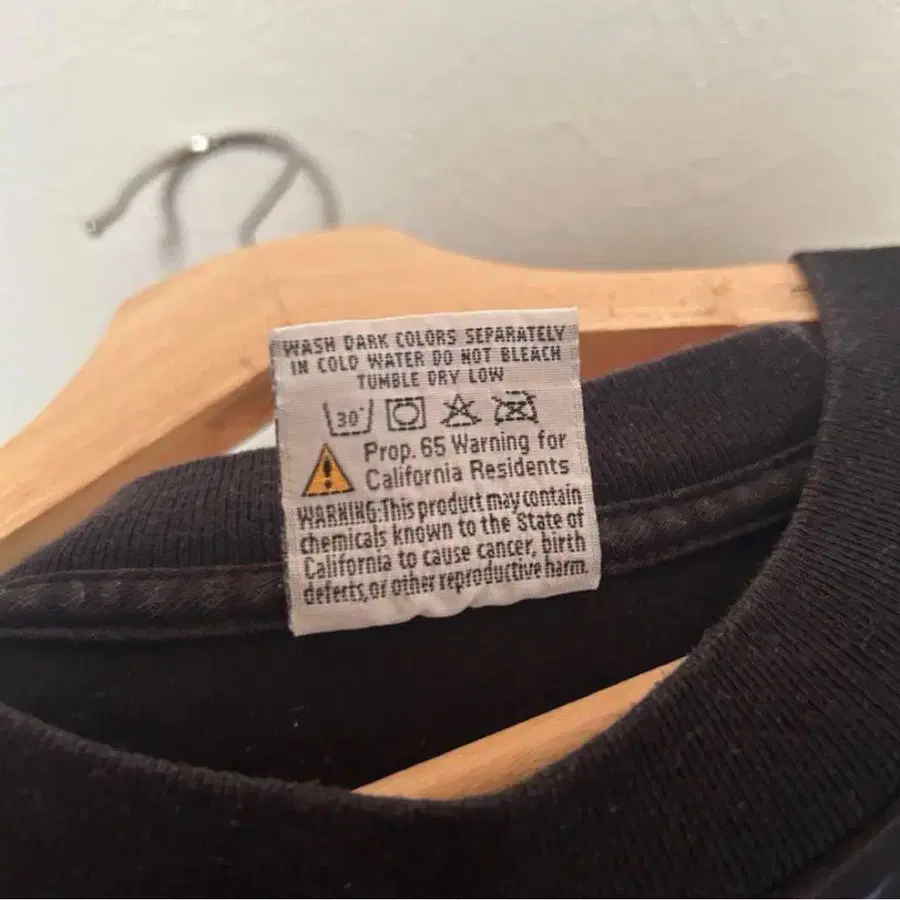 WASH DARK COLORS SEPARATELY
IN COLD WATER DO NOT BLEACH
TUMBLE DRY LOW
30°
Prop. 65 Warning for
California Residents
WARNING: This product may contain
chemicals known to the State of
California to cause cancer, birth
defects, or other reproductive harm.